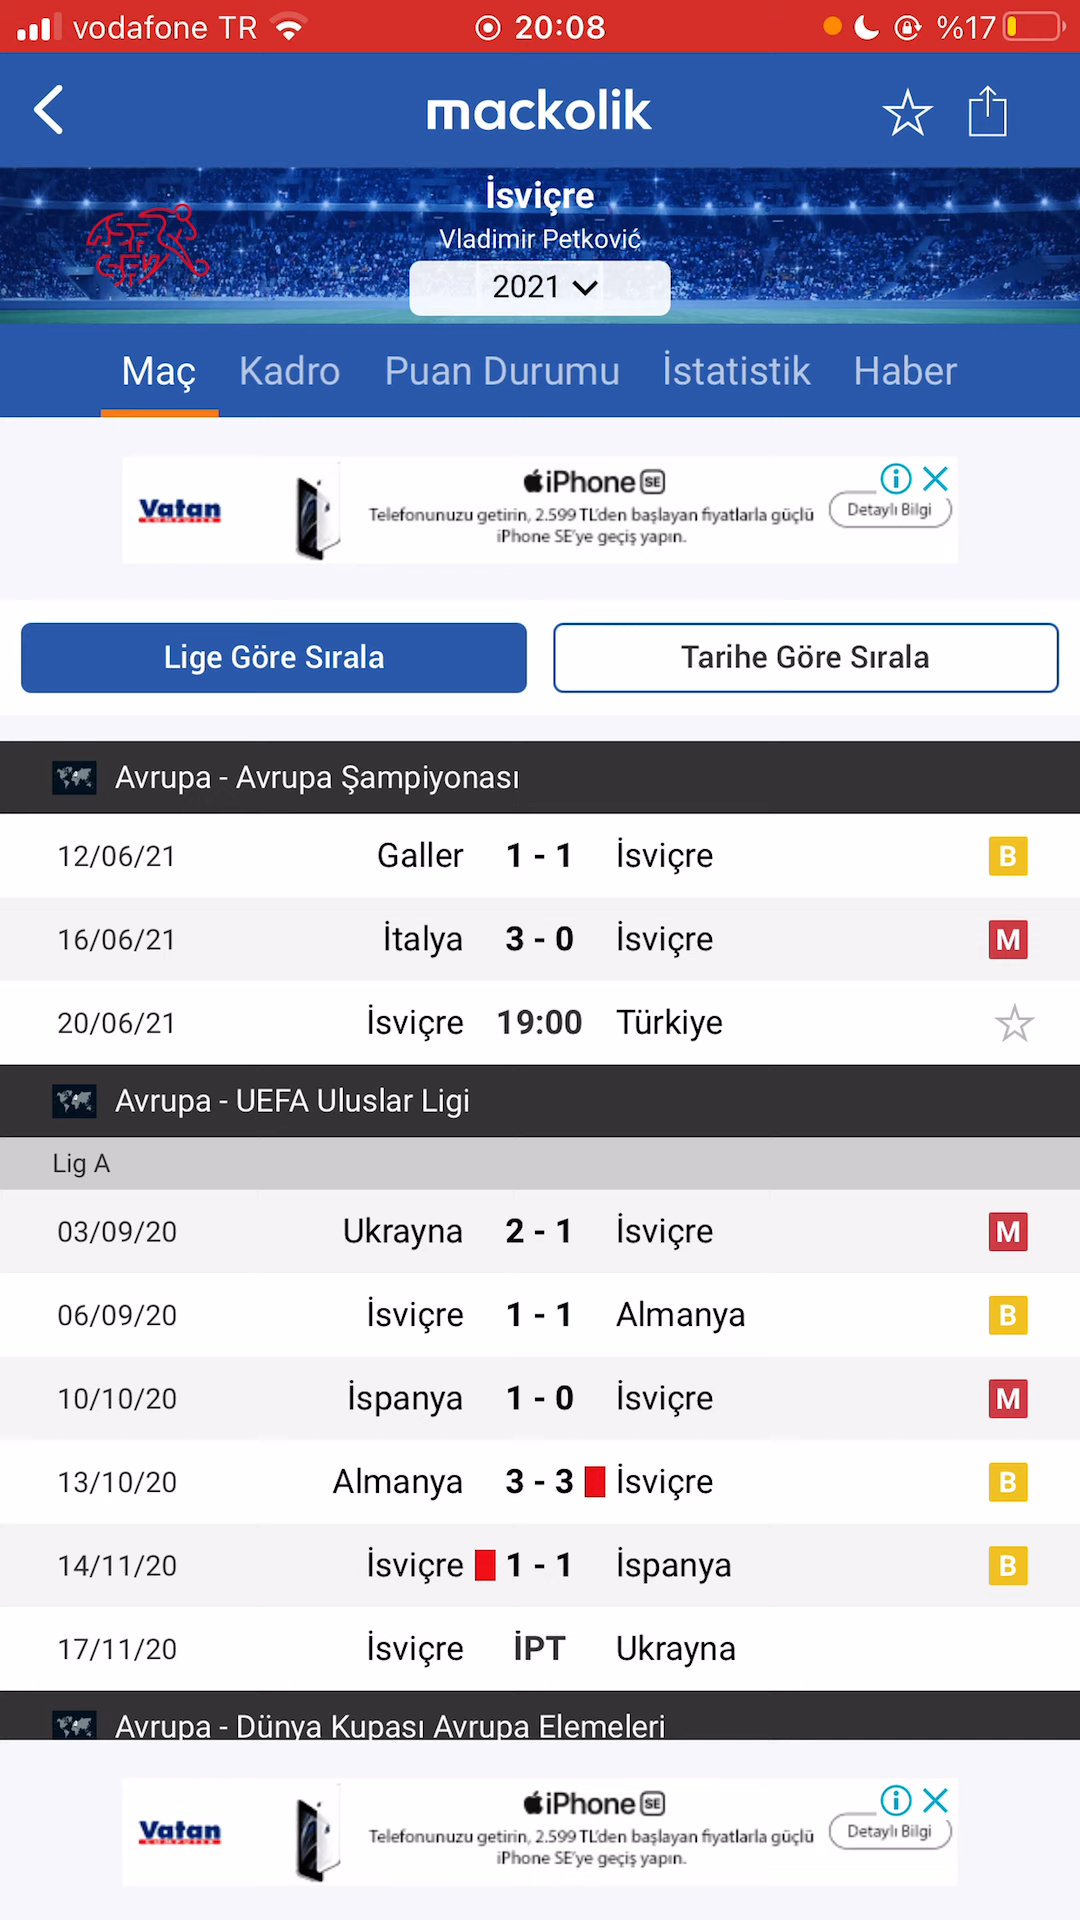 vodafone TR 20:08 %17
mackolik
İsviçre
Vladimir Petković
2021
Maç Kadro Puan Durumu İstatistik Haber
Vatan
COMPUTER
iPhone SE
Telefonunuzu getirin, 2.599 TL'den başlayan fiyatlarla güçlü
iPhone SE'ye geçiş yapın.
Detaylı Bilgi
Lige Göre Sırala Tarihe Göre Sırala
Avrupa - Avrupa Şampiyonası
12/06/21 Galler 1 - 1 İsviçre B
16/06/21 İtalya 3 - 0 İsviçre M
20/06/21 İsviçre 19:00 Türkiye
Avrupa - UEFA Uluslar Ligi
Lig A
03/09/20 Ukrayna 2 - 1 İsviçre M
06/09/20 İsviçre 1 - 1 Almanya B
10/10/20 İspanya 1 - 0 İsviçre M
13/10/20 Almanya 3 - 3 İsviçre B
14/11/20 İsviçre 1 - 1 İspanya B
17/11/20 İsviçre İPT Ukrayna
Avrupa - Dünya Kupası Avrupa Elemeleri
Vatan
COMPUTER
iPhone SE
Telefonunuzu getirin, 2.599 TL'den başlayan fiyatlarla güçlü
iPhone SE'ye geçiş yapın.
Detaylı Bilgi